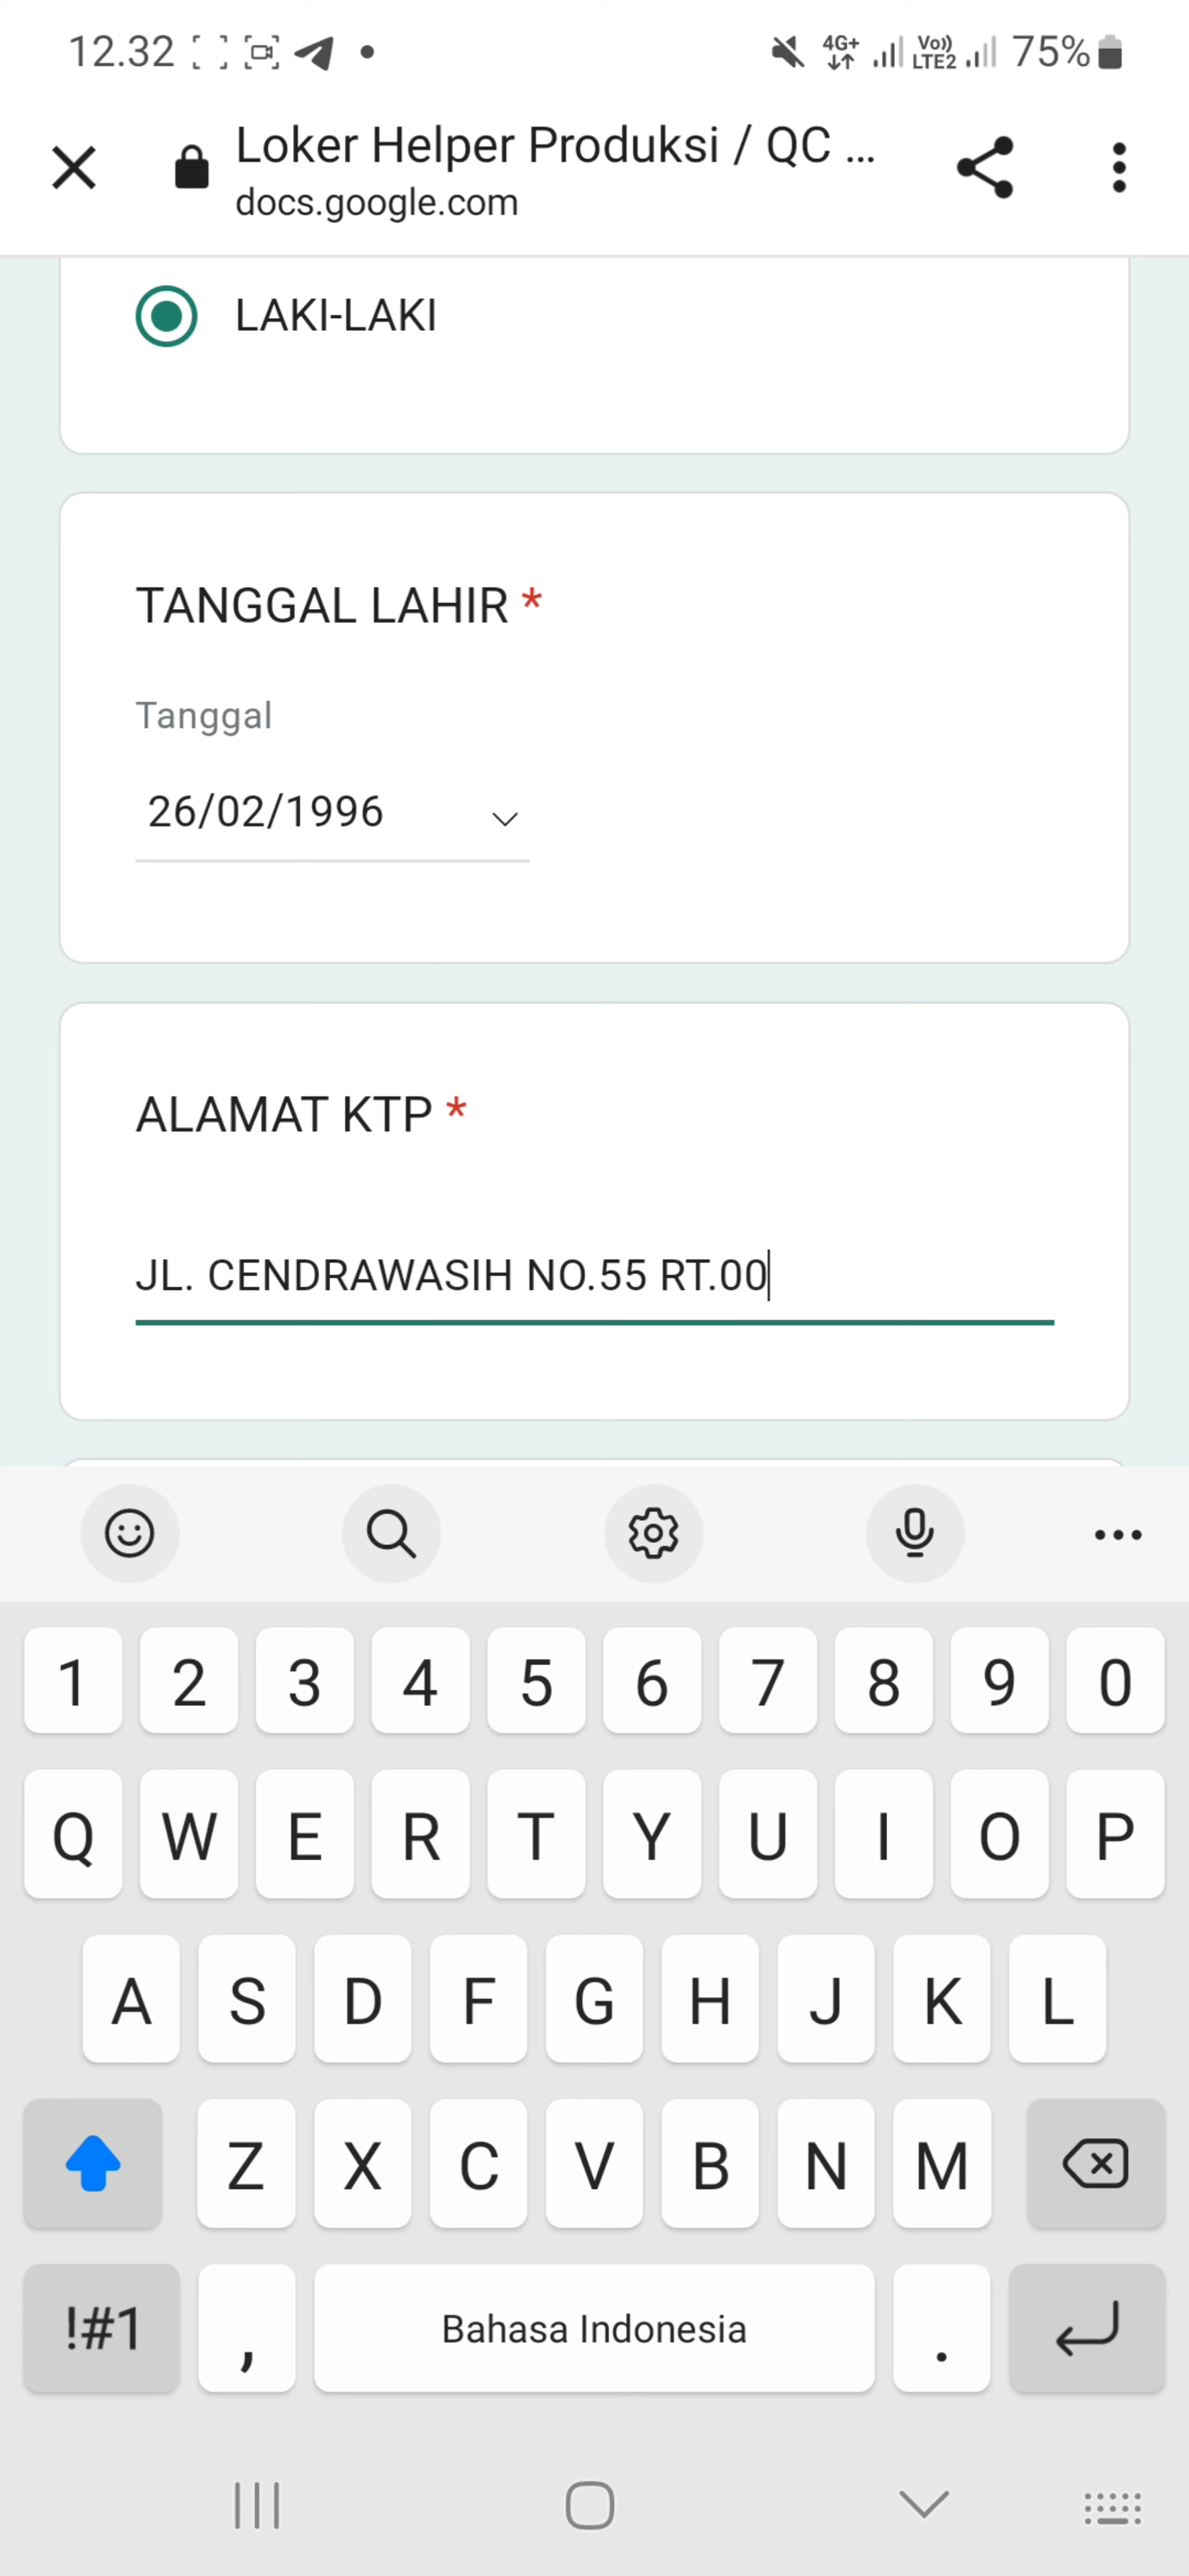 12.32 4G+ Vo)) LTE2 75%
Loker Helper Produksi / QC ...
docs.google.com
LAKI-LAKI
TANGGAL LAHIR *
Tanggal
26/02/1996
ALAMAT KTP *
JL. CENDRAWASIH NO.55 RT.00
1 2 3 4 5 6 7 8 9 0
Q W E R T Y U I O P
A S D F G H J K L
Z X C V B N M
!#1 , Bahasa Indonesia .